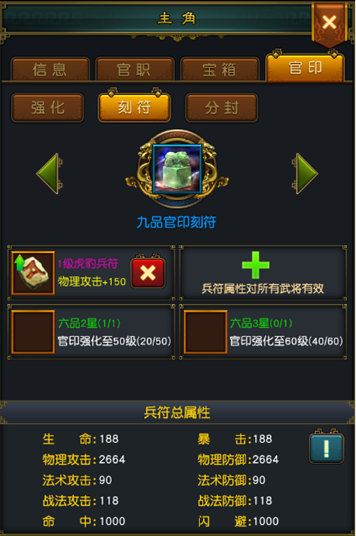 主 角
信息 官职 宝箱 官印
强化 刻符 分封
九品官印刻符
1级虎豹兵符
物理攻击+150
兵符属性对所有武将有效
六品2星(1/1)
官印强化至50级(20/50)
六品3星(0/1)
官印强化至60级(40/60)
兵符总属性
生 命:188 暴 击:188
物理攻击:2664 物理防御:2664
法术攻击:90 法术防御:90
战法攻击:118 战法防御:118
命 中:1000 闪 避:1000